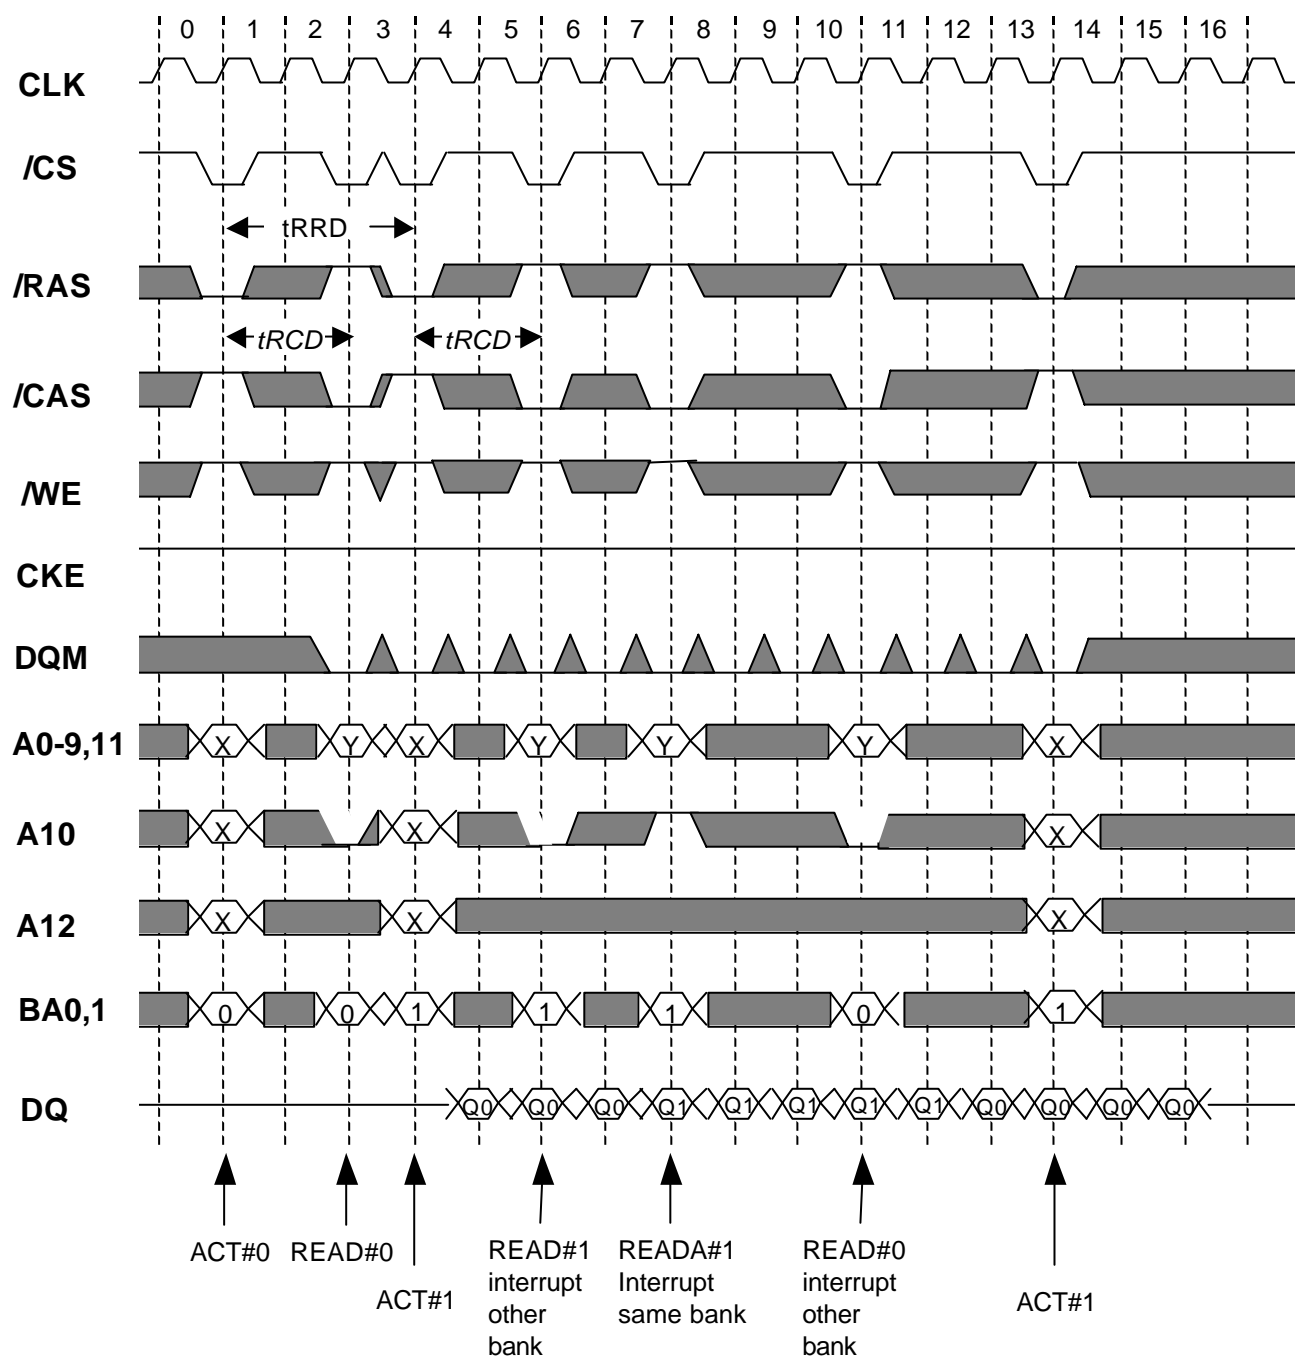 0 1 2 3 4 5 6 7 8 9 10 11 12 13 14 15 16
CLK
/CS
tRRD
/RAS
tRCD tRCD
/CAS
/WE
CKE
DQM
A0-9,11 X Y X Y Y Y X
A10 X X X
A12 X X X
BA0,1 0 0 1 1 1 0 1
DQ Q0 Q0 Q0 Q1 Q1 Q1 Q1 Q1 Q0 Q0 Q0 Q0
ACT#0 READ#0
ACT#1
READ#1
interrupt
other
bank
READA#1
Interrupt
same bank
READ#0
interrupt
other
bank
ACT#1